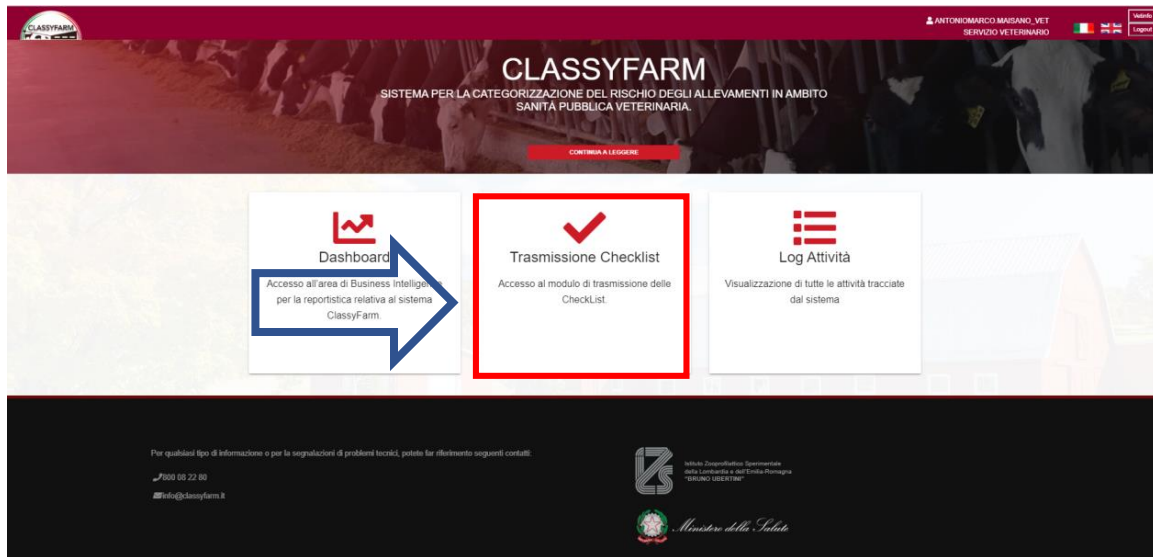 CLASSYFARM
ANTONIOMARCO.MAISANO_VET
SERVIZIO VETERINARIO
Vetinfo
Logout
CLASSYFARM
SISTEMA PER LA CATEGORIZZAZIONE DEL RISCHIO DEGLI ALLEVAMENTI IN AMBITO
SANITÀ PUBBLICA VETERINARIA.
CONTINUA A LEGGERE
Dashboard
Accesso all'area di Business Intelligence
per la reportistica relativa al sistema
ClassyFarm.
Trasmissione Checklist
Accesso al modulo di trasmissione delle
CheckList.
Log Attività
Visualizzazione di tutte le attività tracciate
dal sistema
Per qualsiasi tipo di informazione o per la segnalazioni di problemi tecnici, potete far riferimento seguenti contatti:
800 08 22 80
info@classyfarm.it
Istituto Zooprofilattico Sperimentale
della Lombardia e dell'Emilia-Romagna
"BRUNO UBERTINI"
Ministero della Salute